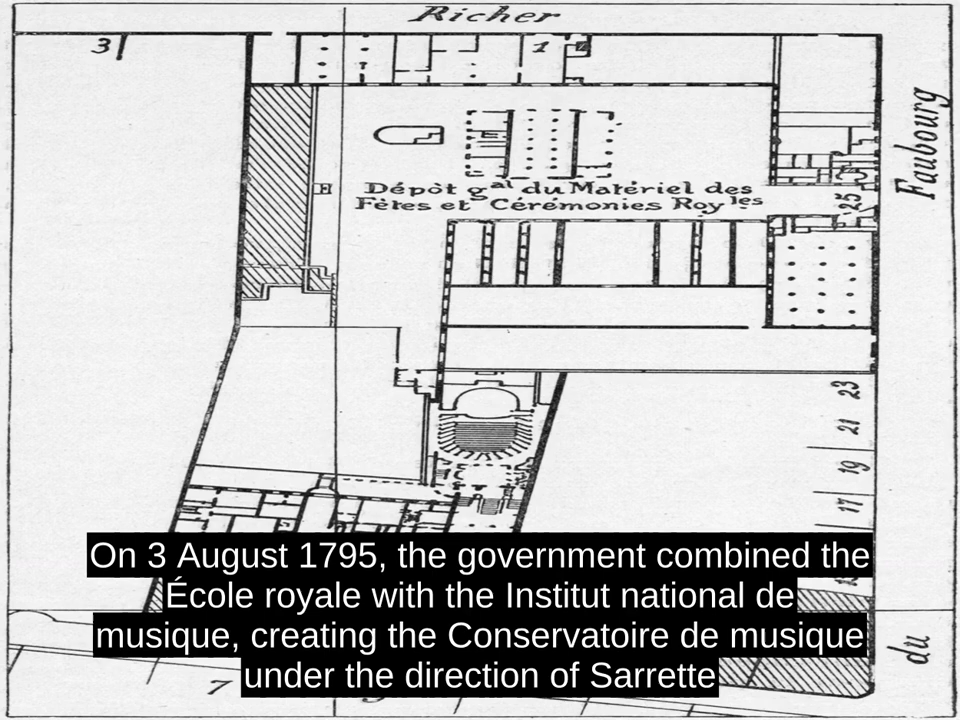 Richer
3
1
Faubourg
Dépôt gal du Matériel des
Fêtes et Cérémonies Royles
25
23
21
19
17
On 3 August 1795, the government combined the
École royale with the Institut national de
musique, creating the Conservatoire de musique
under the direction of Sarrette
du
7